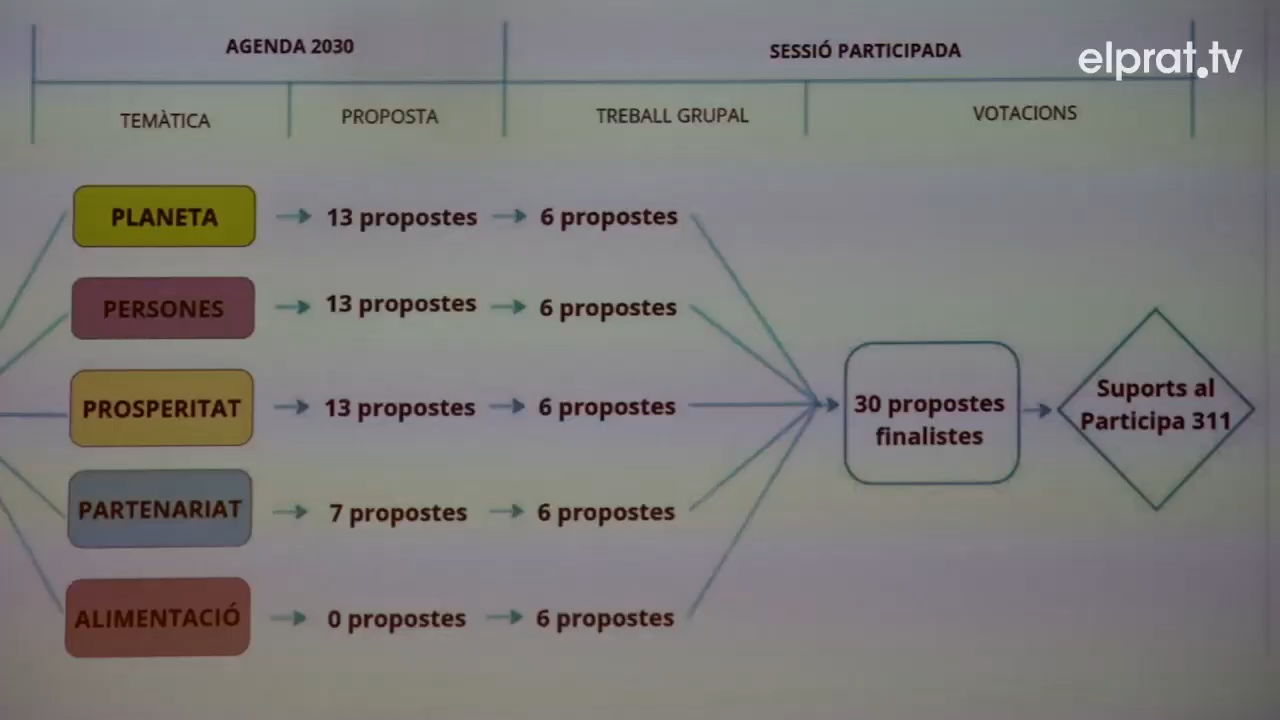 AGENDA 2030
SESSIÓ PARTICIPADA
elprat.tv
TEMÀTICA
PROPOSTA
TREBALL GRUPAL
VOTACIONS
PLANETA
13 propostes
6 propostes
PERSONES
13 propostes
6 propostes
PROSPERITAT
13 propostes
6 propostes
30 propostes
finalistes
Suports al
Participa 311
PARTENARIAT
7 propostes
6 propostes
ALIMENTACIÓ
0 propostes
6 propostes